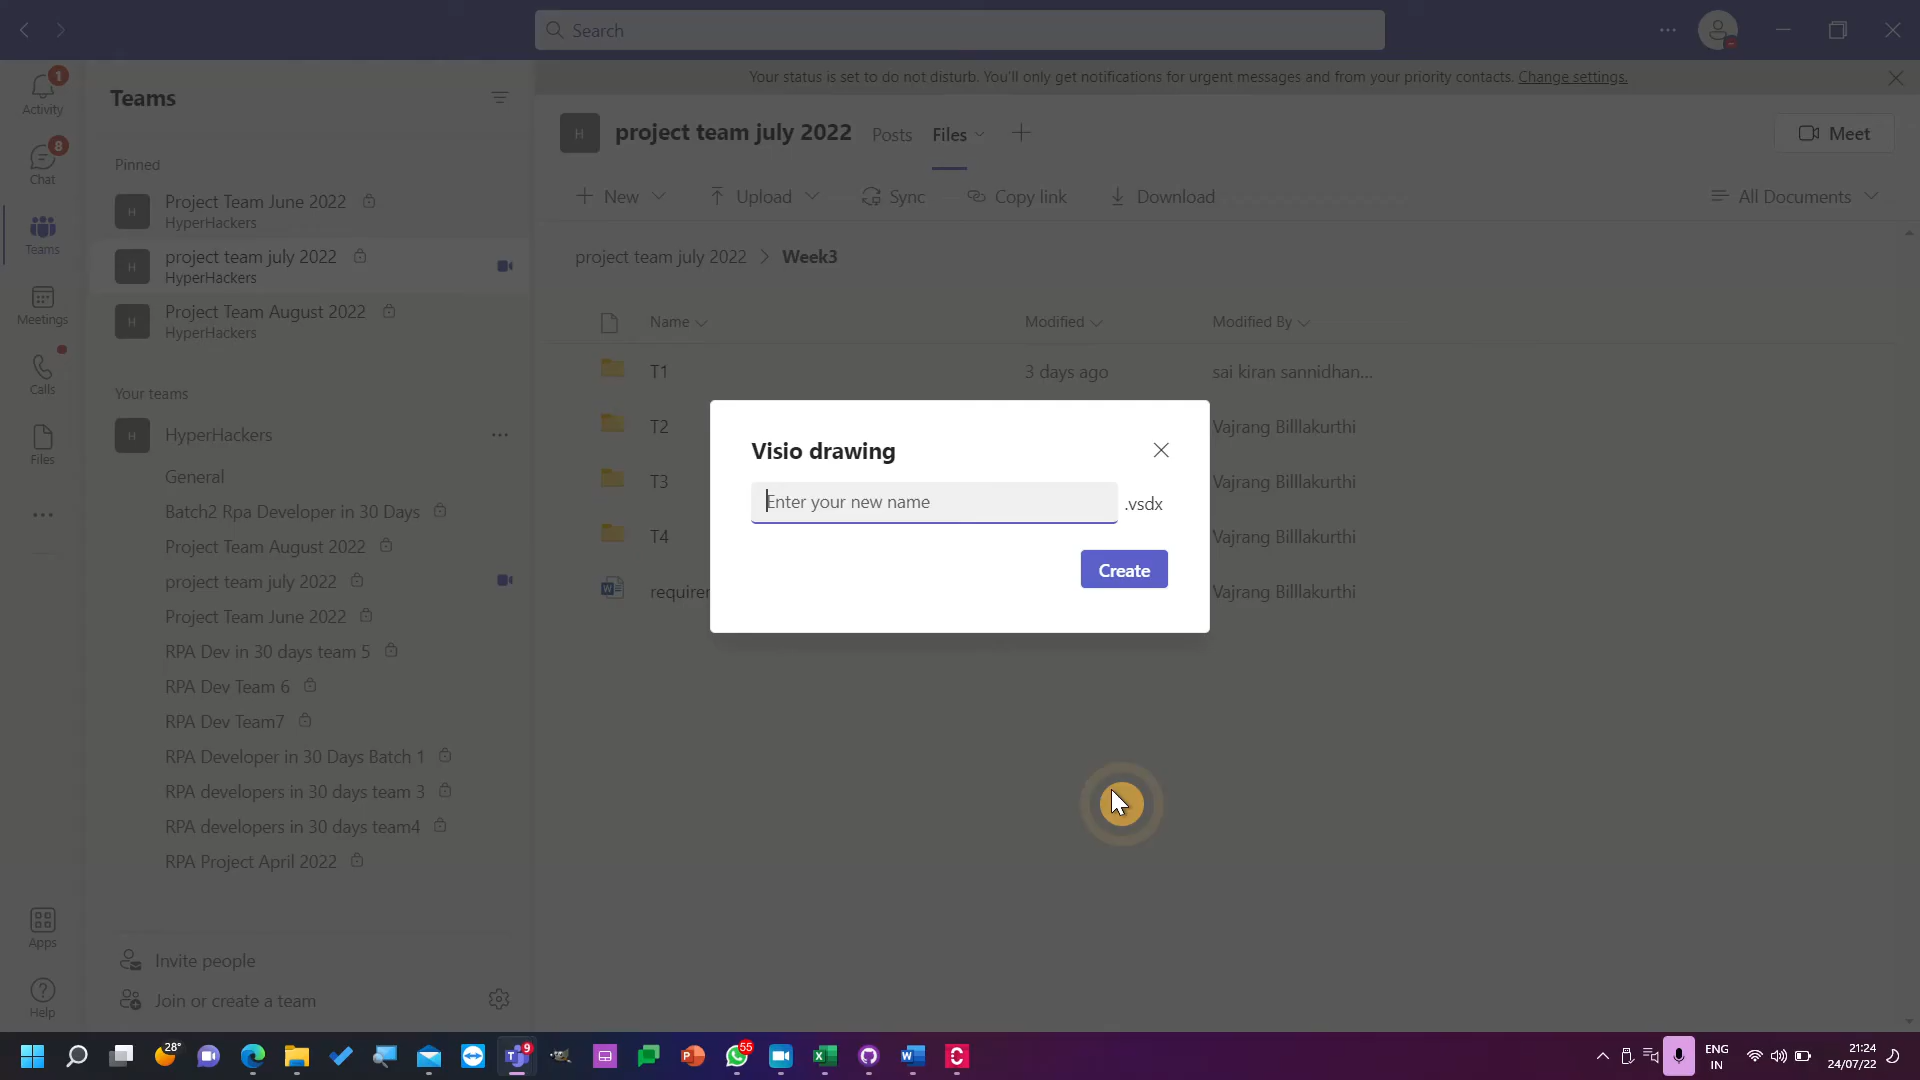 Search
Your status is set to do not disturb. You'll only get notifications for urgent messages and from your priority contacts. Change settings.
1
Activity
8
Chat
Teams
Meetings
Calls
Files
Apps
Help
Teams
Pinned
H
Project Team June 2022
HyperHackers
H
project team july 2022
HyperHackers
H
Project Team August 2022
HyperHackers
Your teams
H
HyperHackers
General
Batch2 Rpa Developer in 30 Days
Project Team August 2022
project team july 2022
Project Team June 2022
RPA Dev in 30 days team 5
RPA Dev Team 6
RPA Dev Team7
RPA Developer in 30 Days Batch 1
RPA developers in 30 days team 3
RPA developers in 30 days team4
RPA Project April 2022
Invite people
Join or create a team
H
project team july 2022 Posts Files
Meet
New Upload Sync Copy link Download All Documents
project team july 2022 > Week3
Name Modified Modified By
T1 3 days ago sai kiran sannidhan...
T2 Vajrang Billlakurthi
T3 Vajrang Billlakurthi
T4 Vajrang Billlakurthi
requirer Vajrang Billlakurthi
Visio drawing
Enter your new name .vsdx
Create
28°
9
55
ENG
IN
21:24
24/07/22